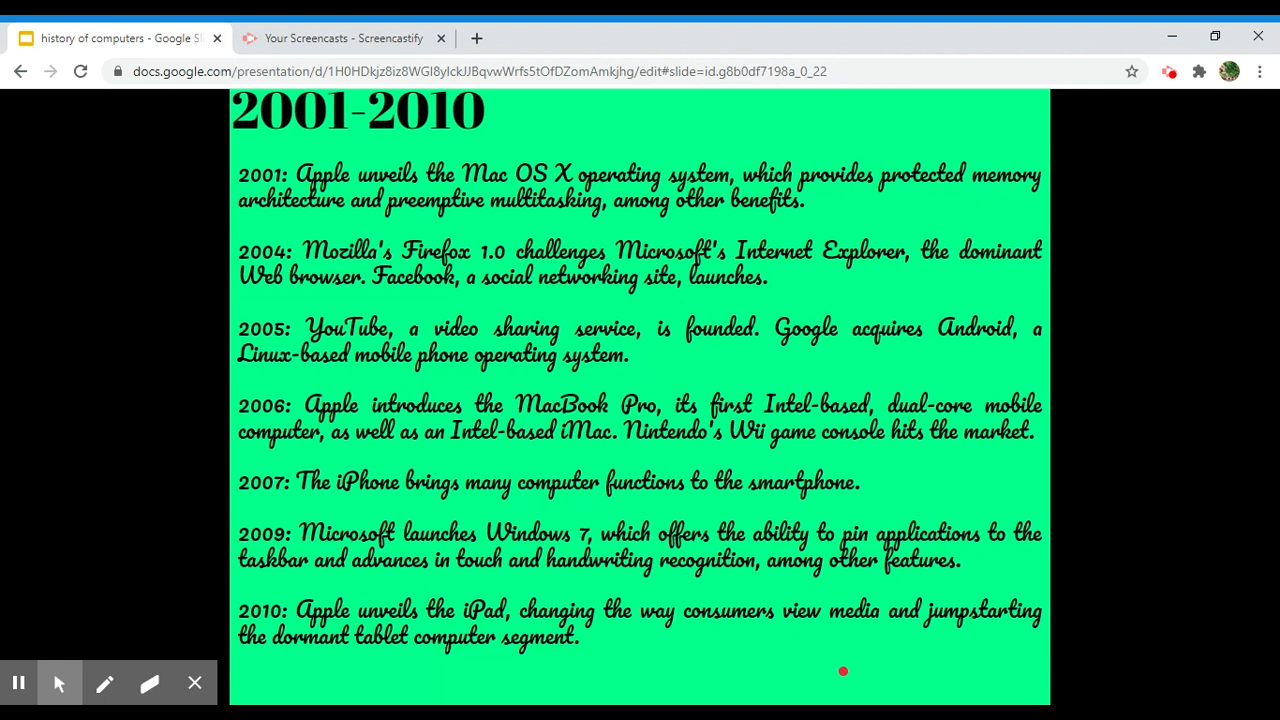 history of computers - Google Sl
Your Screencasts - Screencastify
docs.google.com/presentation/d/1H0HDkjz8iz8WGl8ylckJJBqvwWrfs5tOfDZomAmkjhg/edit#slide=id.g8b0df7198a_0_22
2001-2010
2001: Apple unveils the Mac OS X operating system, which provides protected memory
architecture and preemptive multitasking, among other benefits.
2004: Mozilla's Firefox 1.0 challenges Microsoft's Internet Explorer, the dominant
Web browser. Facebook, a social networking site, launches.
2005: YouTube, a video sharing service, is founded. Google acquires Android, a
Linux-based mobile phone operating system.
2006: Apple introduces the MacBook Pro, its first Intel-based, dual-core mobile
computer, as well as an Intel-based iMac. Nintendo's Wii game console hits the market.
2007: The iPhone brings many computer functions to the smartphone.
2009: Microsoft launches Windows 7, which offers the ability to pin applications to the
taskbar and advances in touch and handwriting recognition, among other features.
2010: Apple unveils the iPad, changing the way consumers view media and jumpstarting
the dormant tablet computer segment.